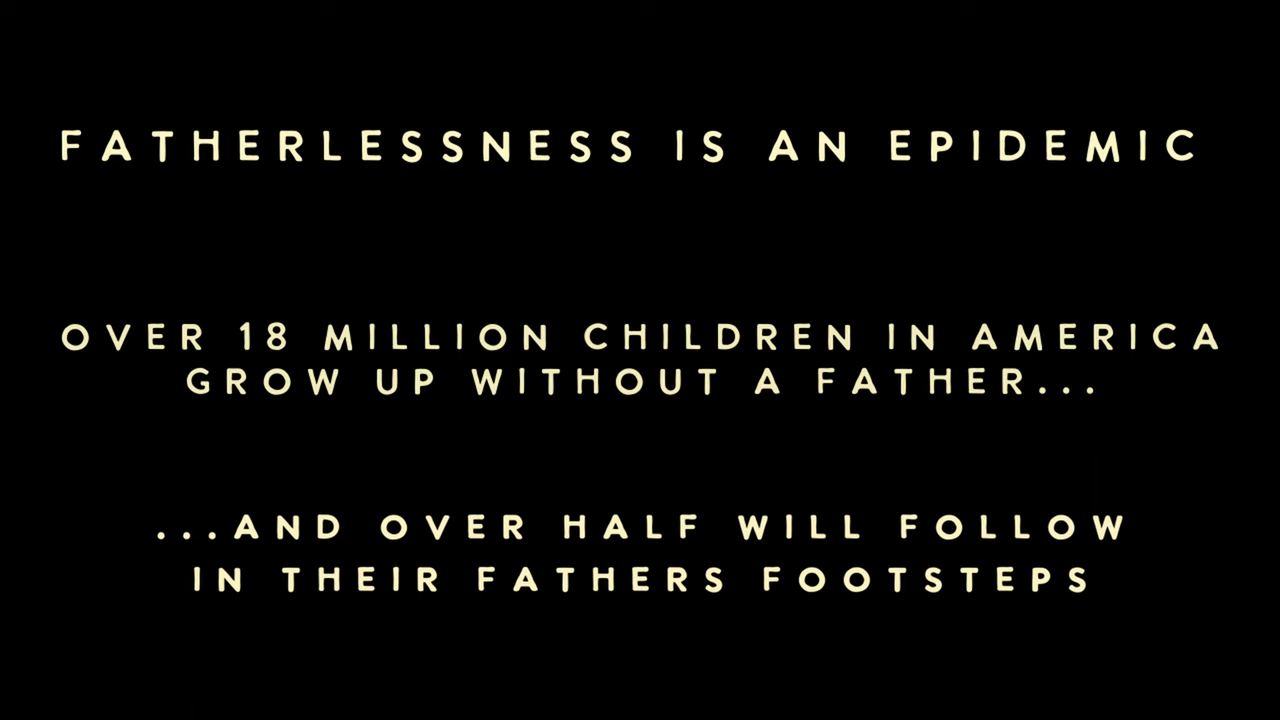 FATHERLESSNESS IS AN EPIDEMIC
OVER 18 MILLION CHILDREN IN AMERICA
GROW UP WITHOUT A FATHER...
...AND OVER HALF WILL FOLLOW
IN THEIR FATHERS FOOTSTEPS